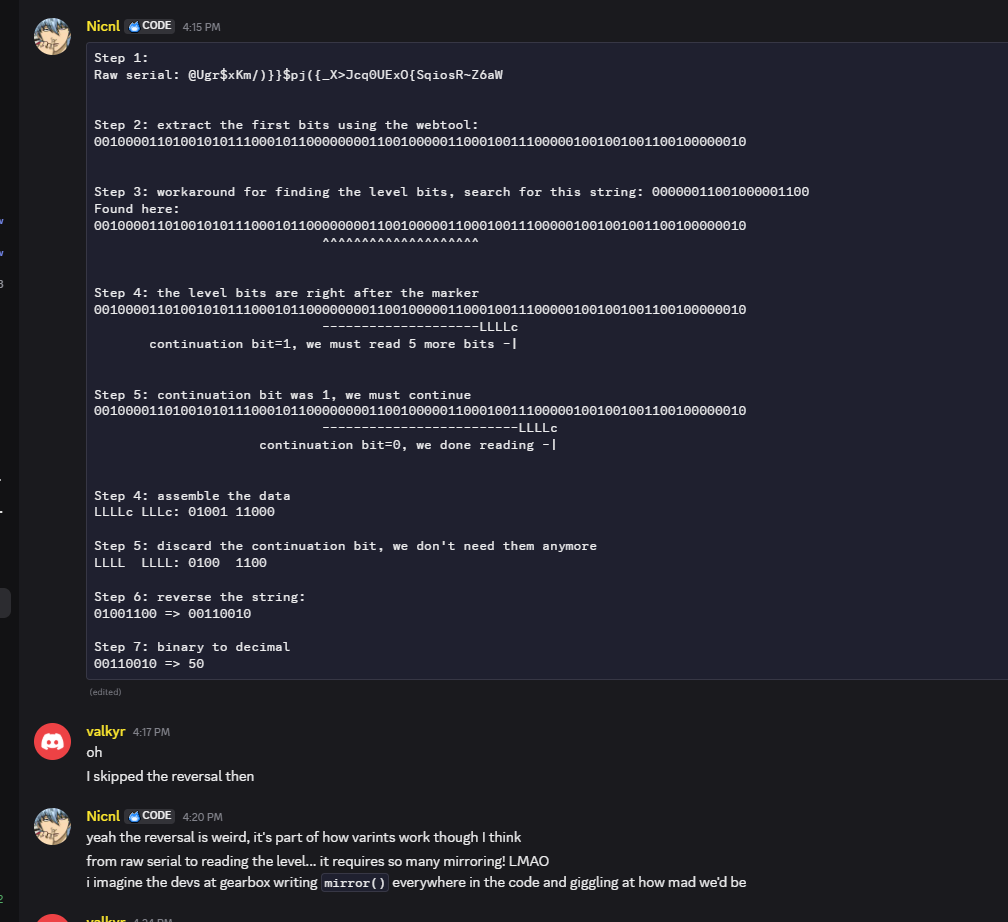 Nicnl CODE 4:15 PM
Step 1:
Raw serial: @Ugr$xKm/)}}$pj({_X>Jcq0UExO{SqiosR~Z6aW
Step 2: extract the first bits using the webtool:
001000011010010101110001011000000001100100000110001001110000010010010011001000000010
Step 3: workaround for finding the level bits, search for this string: 00000011001000001100
Found here:
001000011010010101110001011000000001100100000110001001110000010010010011001000000010
^^^^^^^^^^^^^^^^^^^^
Step 4: the level bits are right after the marker
001000011010010101110001011000000001100100000110001001110000010010010011001000000010
--------------------LLLLc
continuation bit=1, we must read 5 more bits -|
Step 5: continuation bit was 1, we must continue
001000011010010101110001011000000001100100000110001001110000010010010011001000000010
-------------------------LLLLc
continuation bit=0, we done reading -|
Step 4: assemble the data
LLLLc LLLc: 01001 11000
Step 5: discard the continuation bit, we don't need them anymore
LLLL  LLLL: 0100  1100
Step 6: reverse the string:
01001100 => 00110010
Step 7: binary to decimal
00110010 => 50
(edited)
valkyr 4:17 PM
oh
I skipped the reversal then
Nicnl CODE 4:20 PM
yeah the reversal is weird, it's part of how varints work though I think
from raw serial to reading the level... it requires so many mirroring! LMAO
i imagine the devs at gearbox writing mirror() everywhere in the code and giggling at how mad we'd be
valkyr